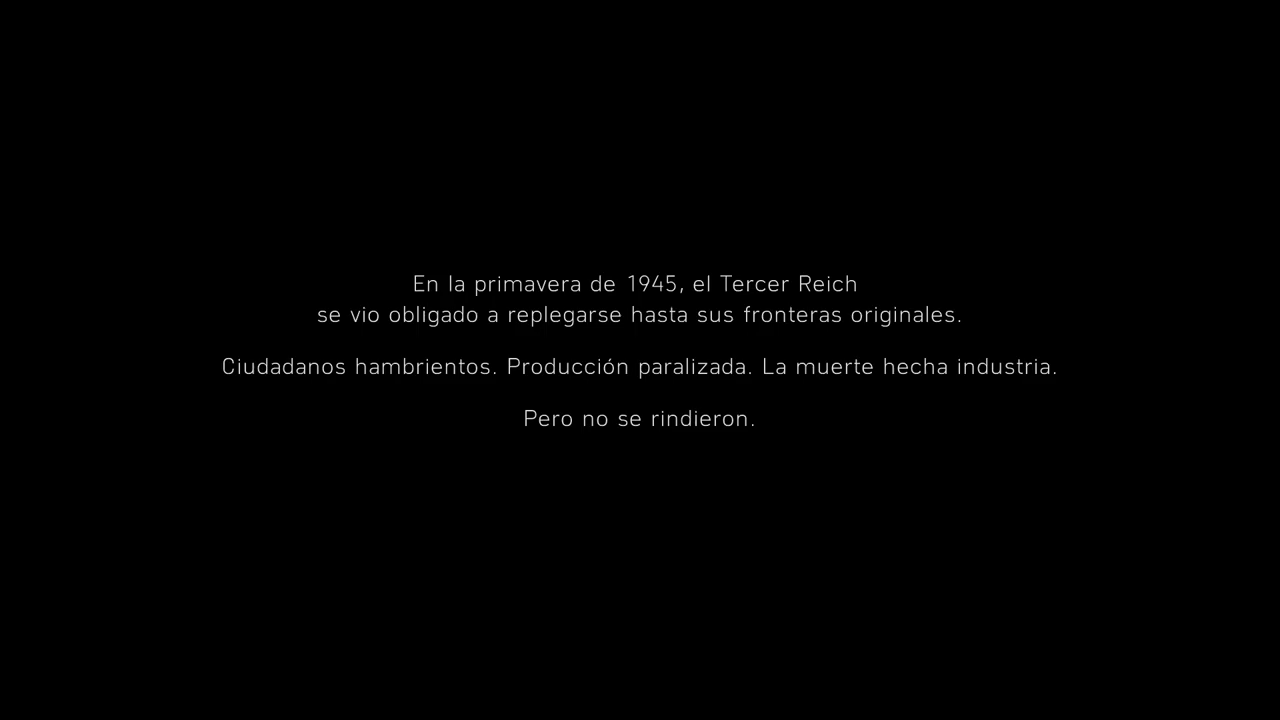 En la primavera de 1945, el Tercer Reich
se vio obligado a replegarse hasta sus fronteras originales.
Ciudadanos hambrientos. Producción paralizada. La muerte hecha industria.
Pero no se rindieron.